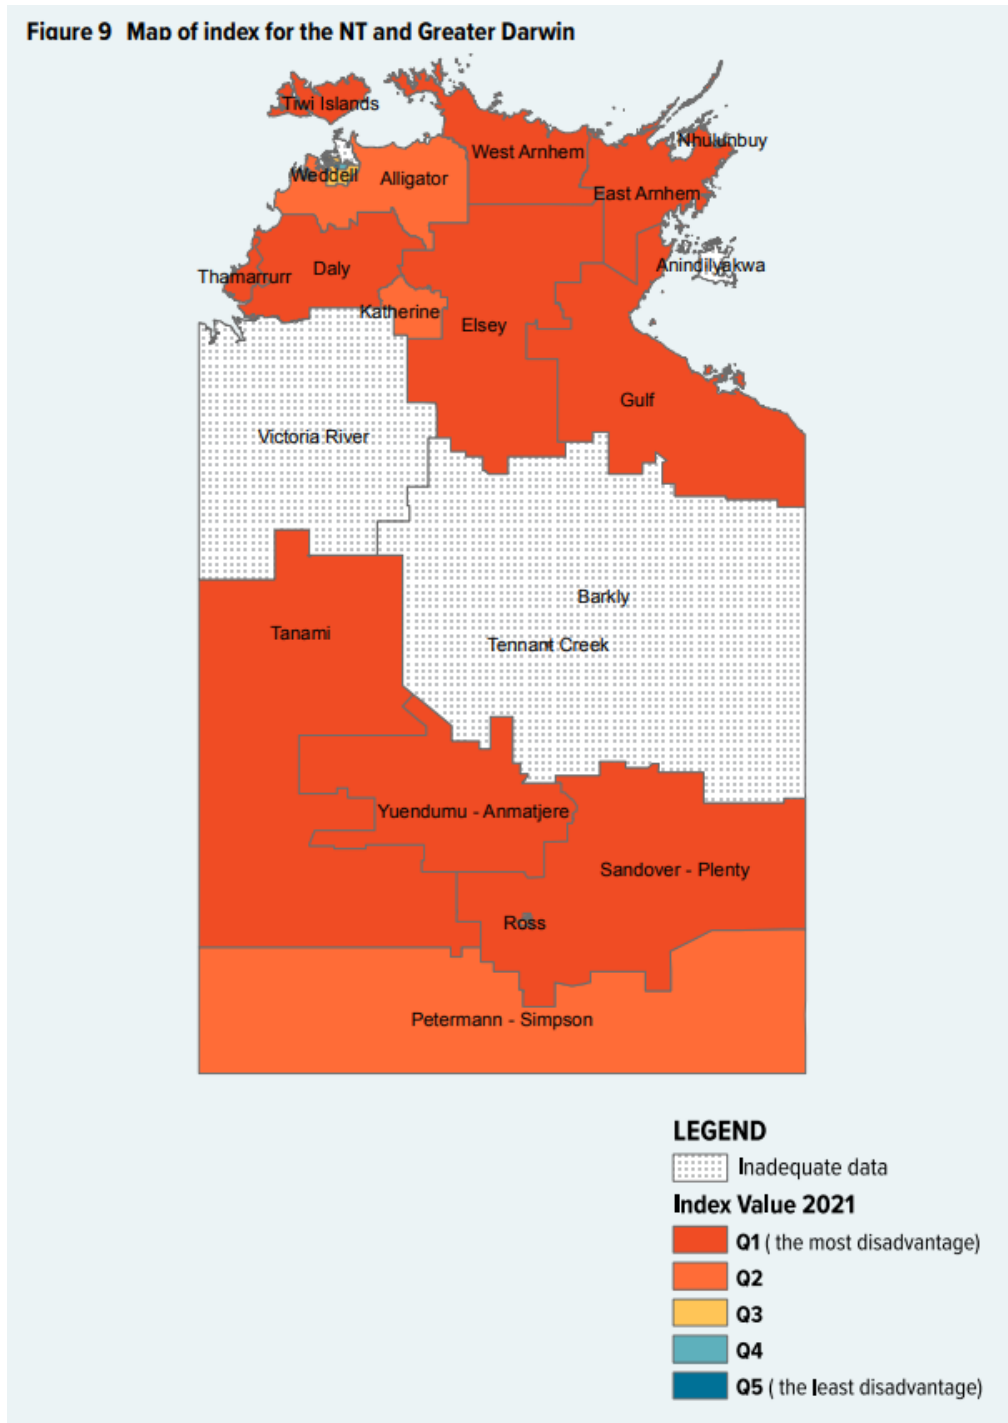 Figure 9 Map of index for the NT and Greater Darwin
Tiwi Islands
Nhulunbuy
West Arnhem
Weddell
Alligator
East Arnhem
Anindilyakwa
Thamarrurr
Daly
Katherine
Elsey
Gulf
Victoria River
Barkly
Tanami
Tennant Creek
Yuendumu - Anmatjere
Sandover - Plenty
Ross
Petermann - Simpson
LEGEND
Inadequate data
Index Value 2021
Q1 ( the most disadvantage)
Q2
Q3
Q4
Q5 ( the least disadvantage)